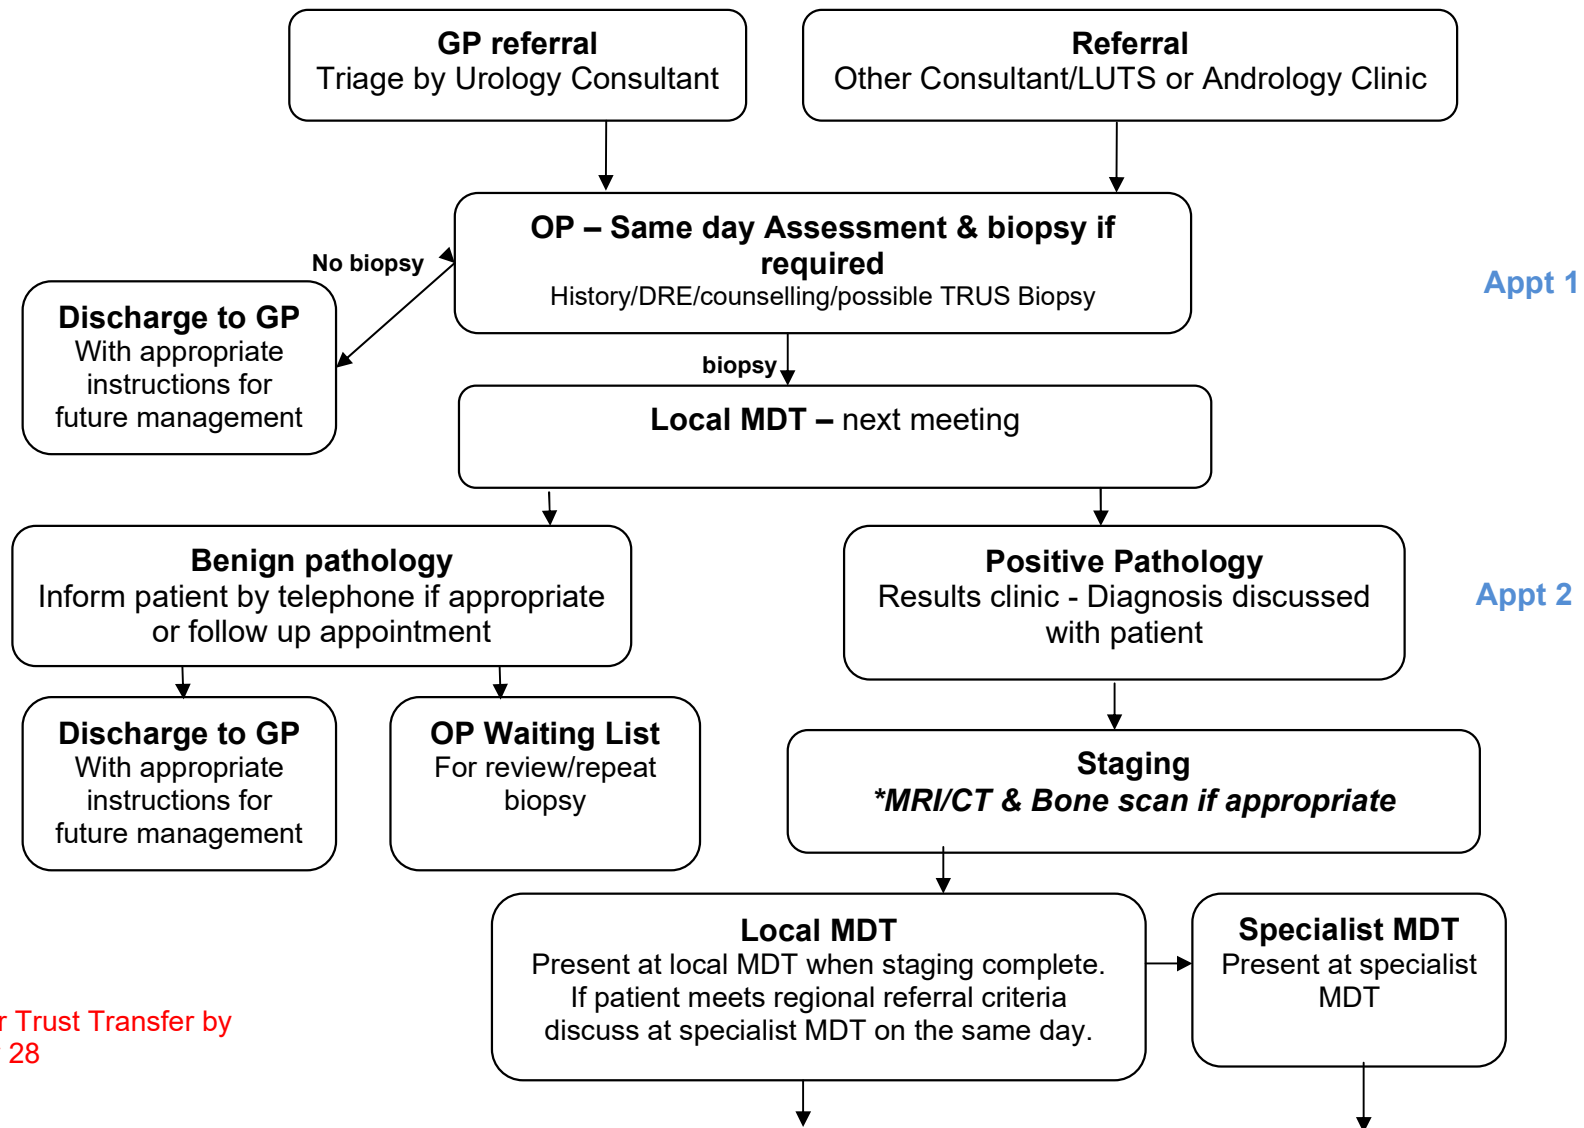 GP referral
Triage by Urology Consultant
Referral
Other Consultant/LUTS or Andrology Clinic
OP – Same day Assessment & biopsy if
required
History/DRE/counselling/possible TRUS Biopsy
Appt 1
No biopsy
Discharge to GP
With appropriate
instructions for
future management
biopsy
Local MDT – next meeting
Benign pathology
Inform patient by telephone if appropriate
or follow up appointment
Positive Pathology
Results clinic - Diagnosis discussed
with patient
Appt 2
Discharge to GP
With appropriate
instructions for
future management
OP Waiting List
For review/repeat
biopsy
Staging
*MRI/CT & Bone scan if appropriate
Local MDT
Present at local MDT when staging complete.
If patient meets regional referral criteria
discuss at specialist MDT on the same day.
Specialist MDT
Present at specialist
MDT
Trust Transfer by
28